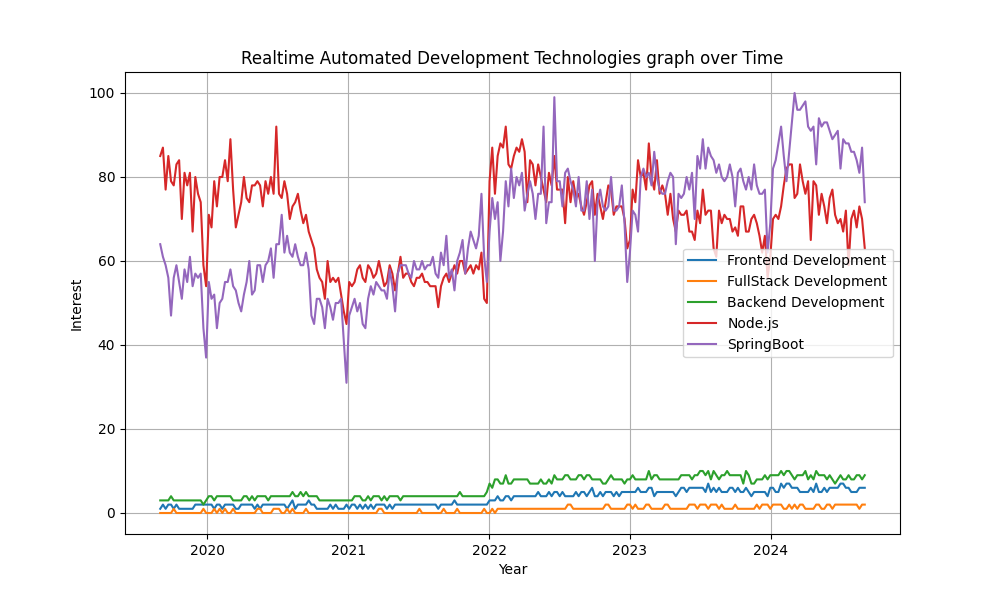 Realtime Automated Development Technologies graph over Time
Interest
100
80
60
40
20
0
Frontend Development
FullStack Development
Backend Development
Node.js
SpringBoot
2020 2021 2022 2023 2024
Year